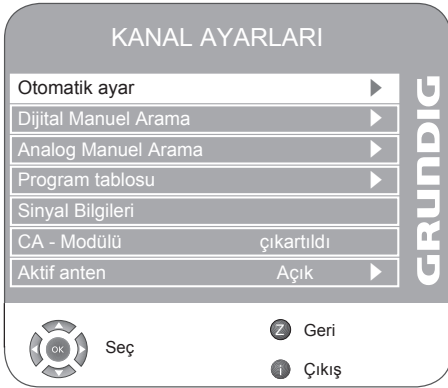 KANAL AYARLARI
Otomatik ayar
Dijital Manuel Arama
Analog Manuel Arama
Program tablosu
Sinyal Bilgileri
CA - Modülü çıkartıldı
Aktif anten Açık
GRUNDIG
OK Seç
Z Geri
i Çıkış